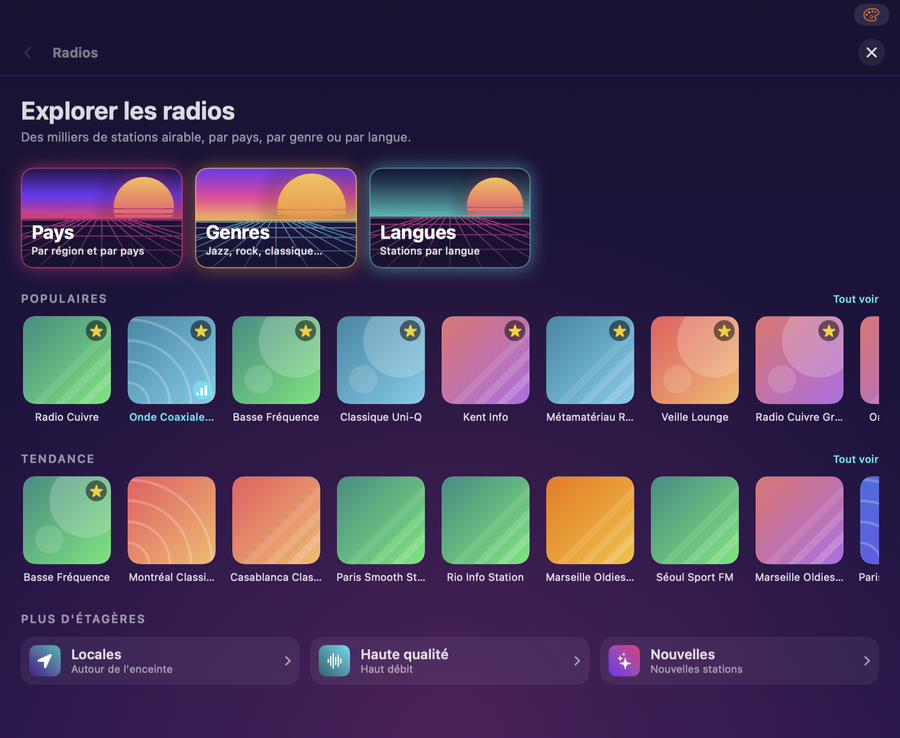 Radios
Explorer les radios
Des milliers de stations airable, par pays, par genre ou par langue.
Pays
Par région et par pays
Genres
Jazz, rock, classique...
Langues
Stations par langue
POPULAIRES
Tout voir
Radio Cuivre
Onde Coaxiale...
Basse Fréquence
Classique Uni-Q
Kent Info
Métamatériau R...
Veille Lounge
Radio Cuivre Gr...
TENDANCE
Tout voir
Basse Fréquence
Montréal Classi...
Casablanca Clas...
Paris Smooth St...
Rio Info Station
Marseille Oldies...
Séoul Sport FM
Marseille Oldies...
PLUS D'ÉTAGÈRES
Locales
Autour de l'enceinte
Haute qualité
Haut débit
Nouvelles
Nouvelles stations